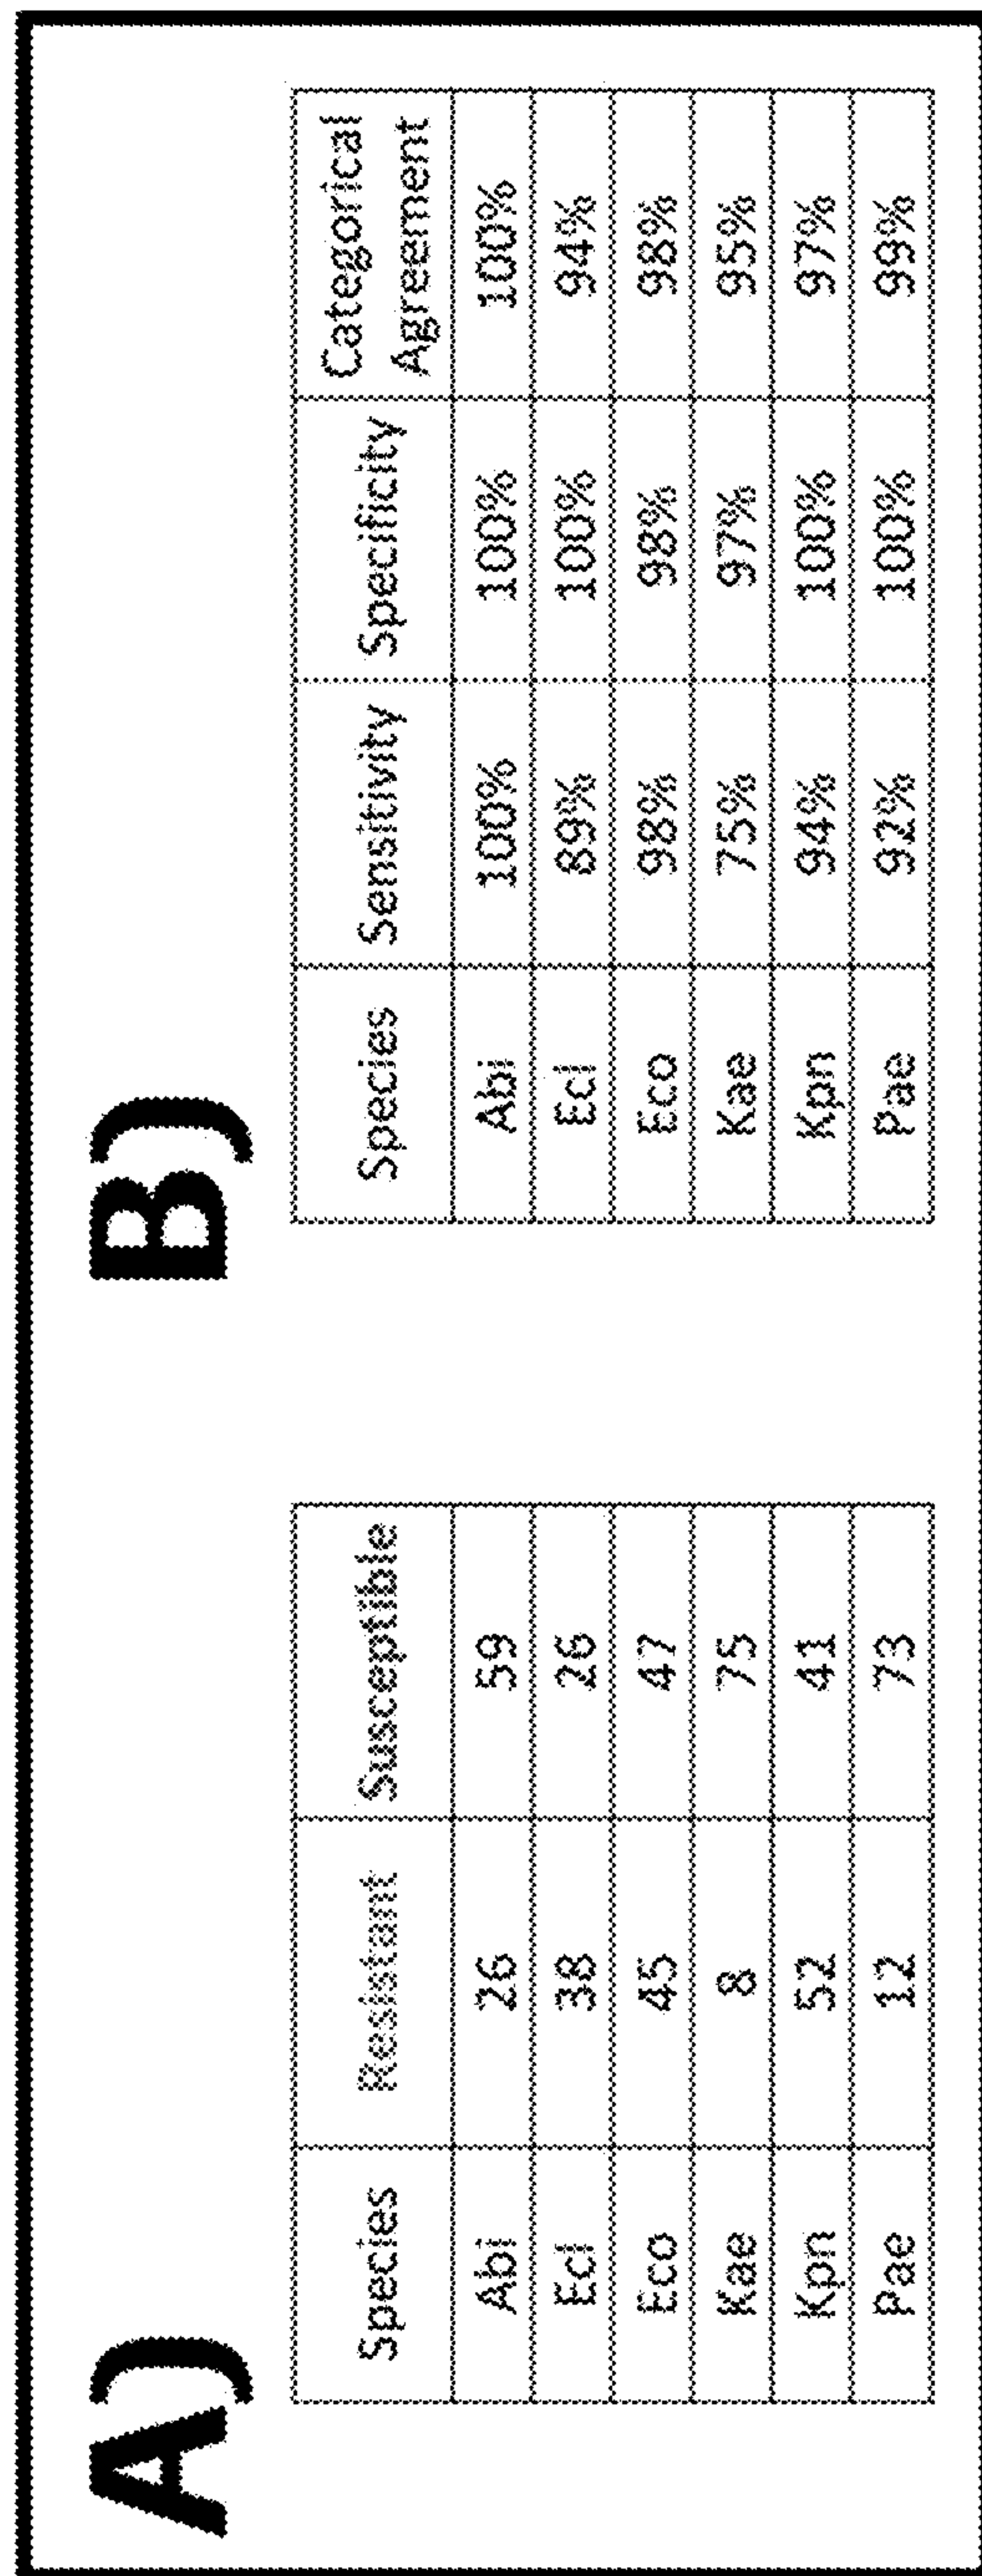 A)
Species Resistant Susceptible
Abi 26 59
Ecl 38 26
Eco 45 47
Kae 8 75
Kpn 52 41
Pae 12 73
B)
Species Sensitivity Specificity Categorical
Agreement
Abi 100% 100% 100%
Ecl 89% 100% 94%
Eco 98% 98% 98%
Kae 75% 97% 95%
Kpn 94% 100% 97%
Pae 92% 100% 99%